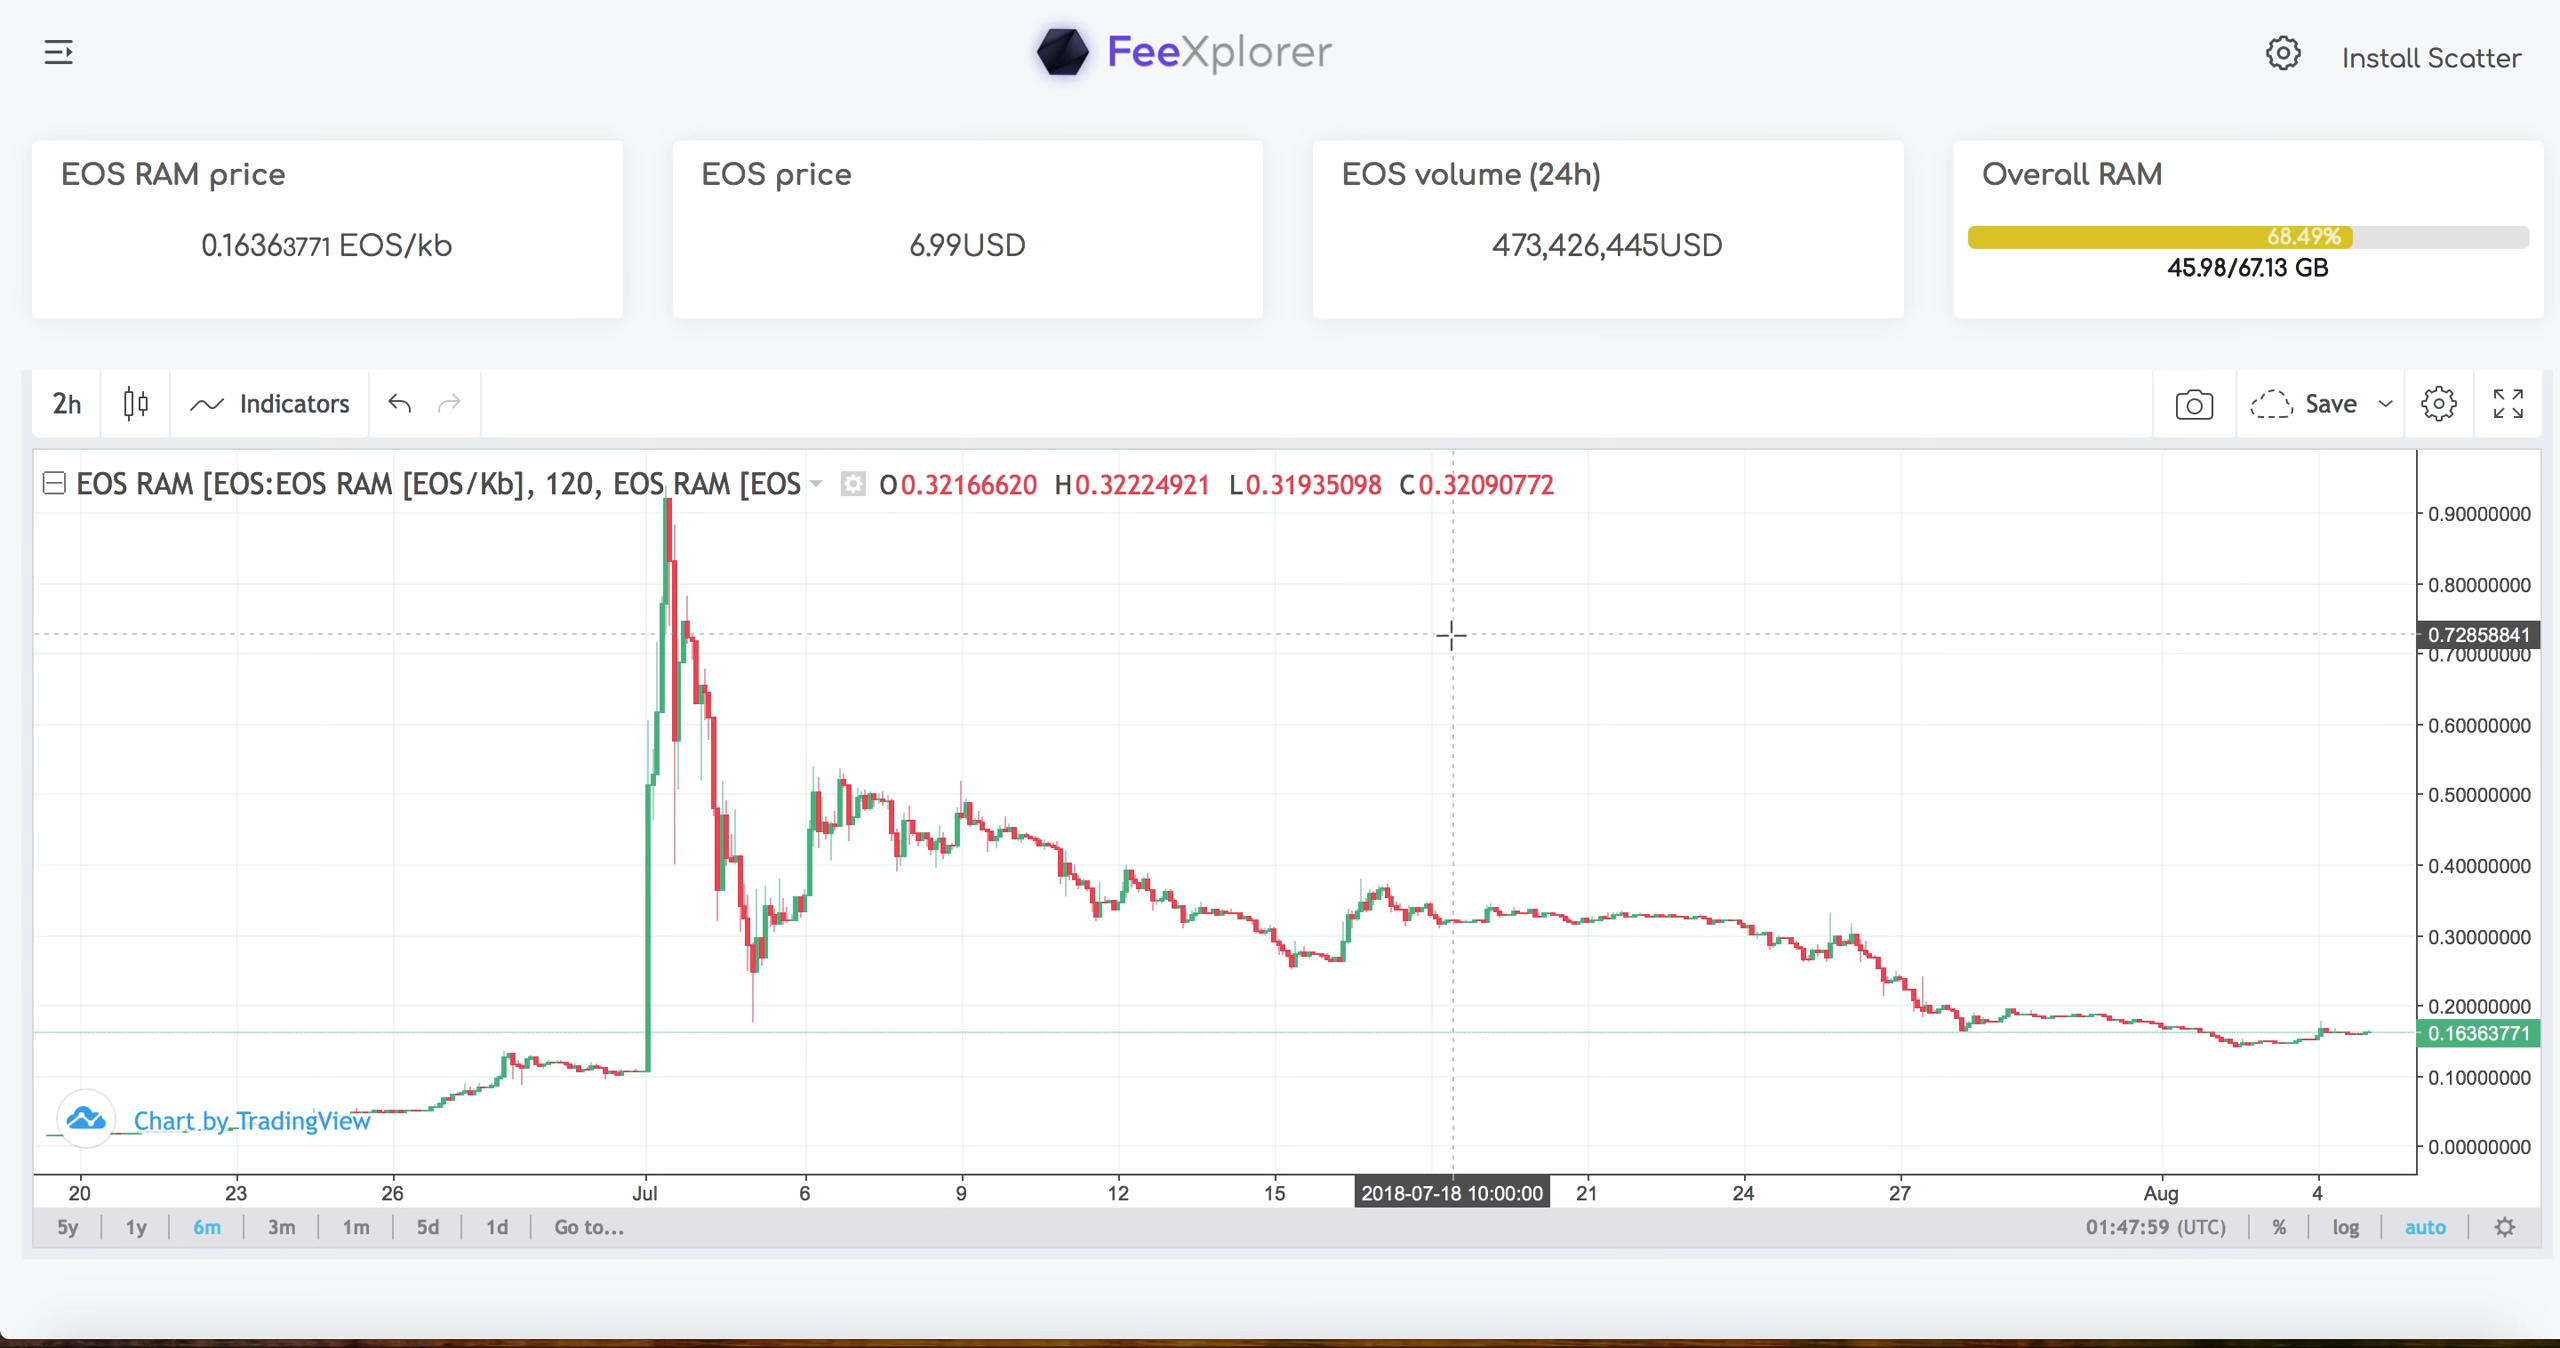 FeeXplorer
Install Scatter
EOS RAM price
0.16363771 EOS/kb
EOS price
6.99USD
EOS volume (24h)
473,426,445USD
Overall RAM
68.49%
45.98/67.13 GB
2h
Indicators
Save
EOS RAM [EOS:EOS RAM [EOS/Kb], 120, EOS RAM [EOS O0.32166620 H0.32224921 L0.31935098 C0.32090772
0.90000000
0.80000000
0.72858841
0.70000000
0.60000000
0.50000000
0.40000000
0.30000000
0.20000000
0.16363771
0.10000000
0.00000000
Chart by TradingView
20 23 26 Jul 6 9 12 15 2018-07-18 10:00:00 21 24 27 Aug 4
5y 1y 6m 3m 1m 5d 1d Go to... 01:47:59 (UTC) % log auto